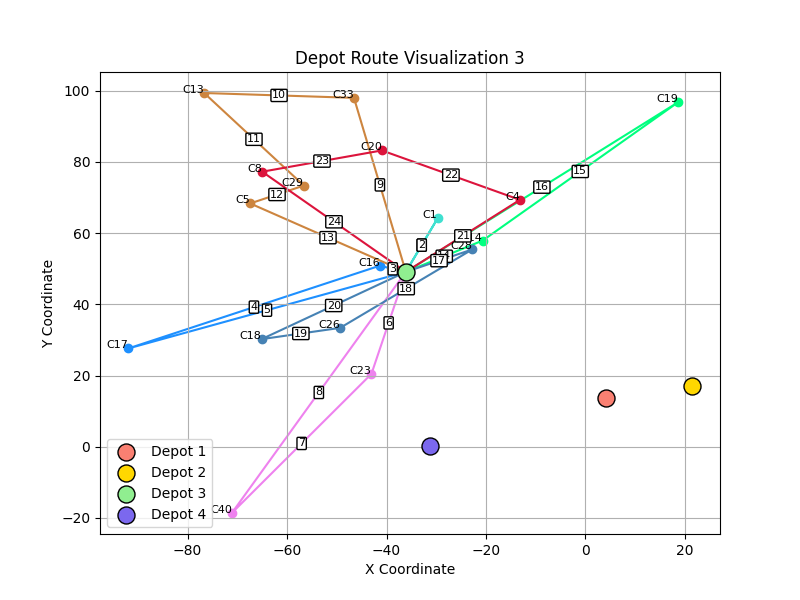 Depot Route Visualization 3
Y Coordinate
100
80
60
40
20
0
−20
C13
C33
C19
C20
C8
C29
C5
C4
C1
C28
C16
C26
C18
C17
C23
C40
10
11
23
12
9
22
16
15
24
13
2
21
17
3
18
4
5
20
19
6
8
7
Depot 1
Depot 2
Depot 3
Depot 4
−80
−60
−40
−20
0
20
X Coordinate